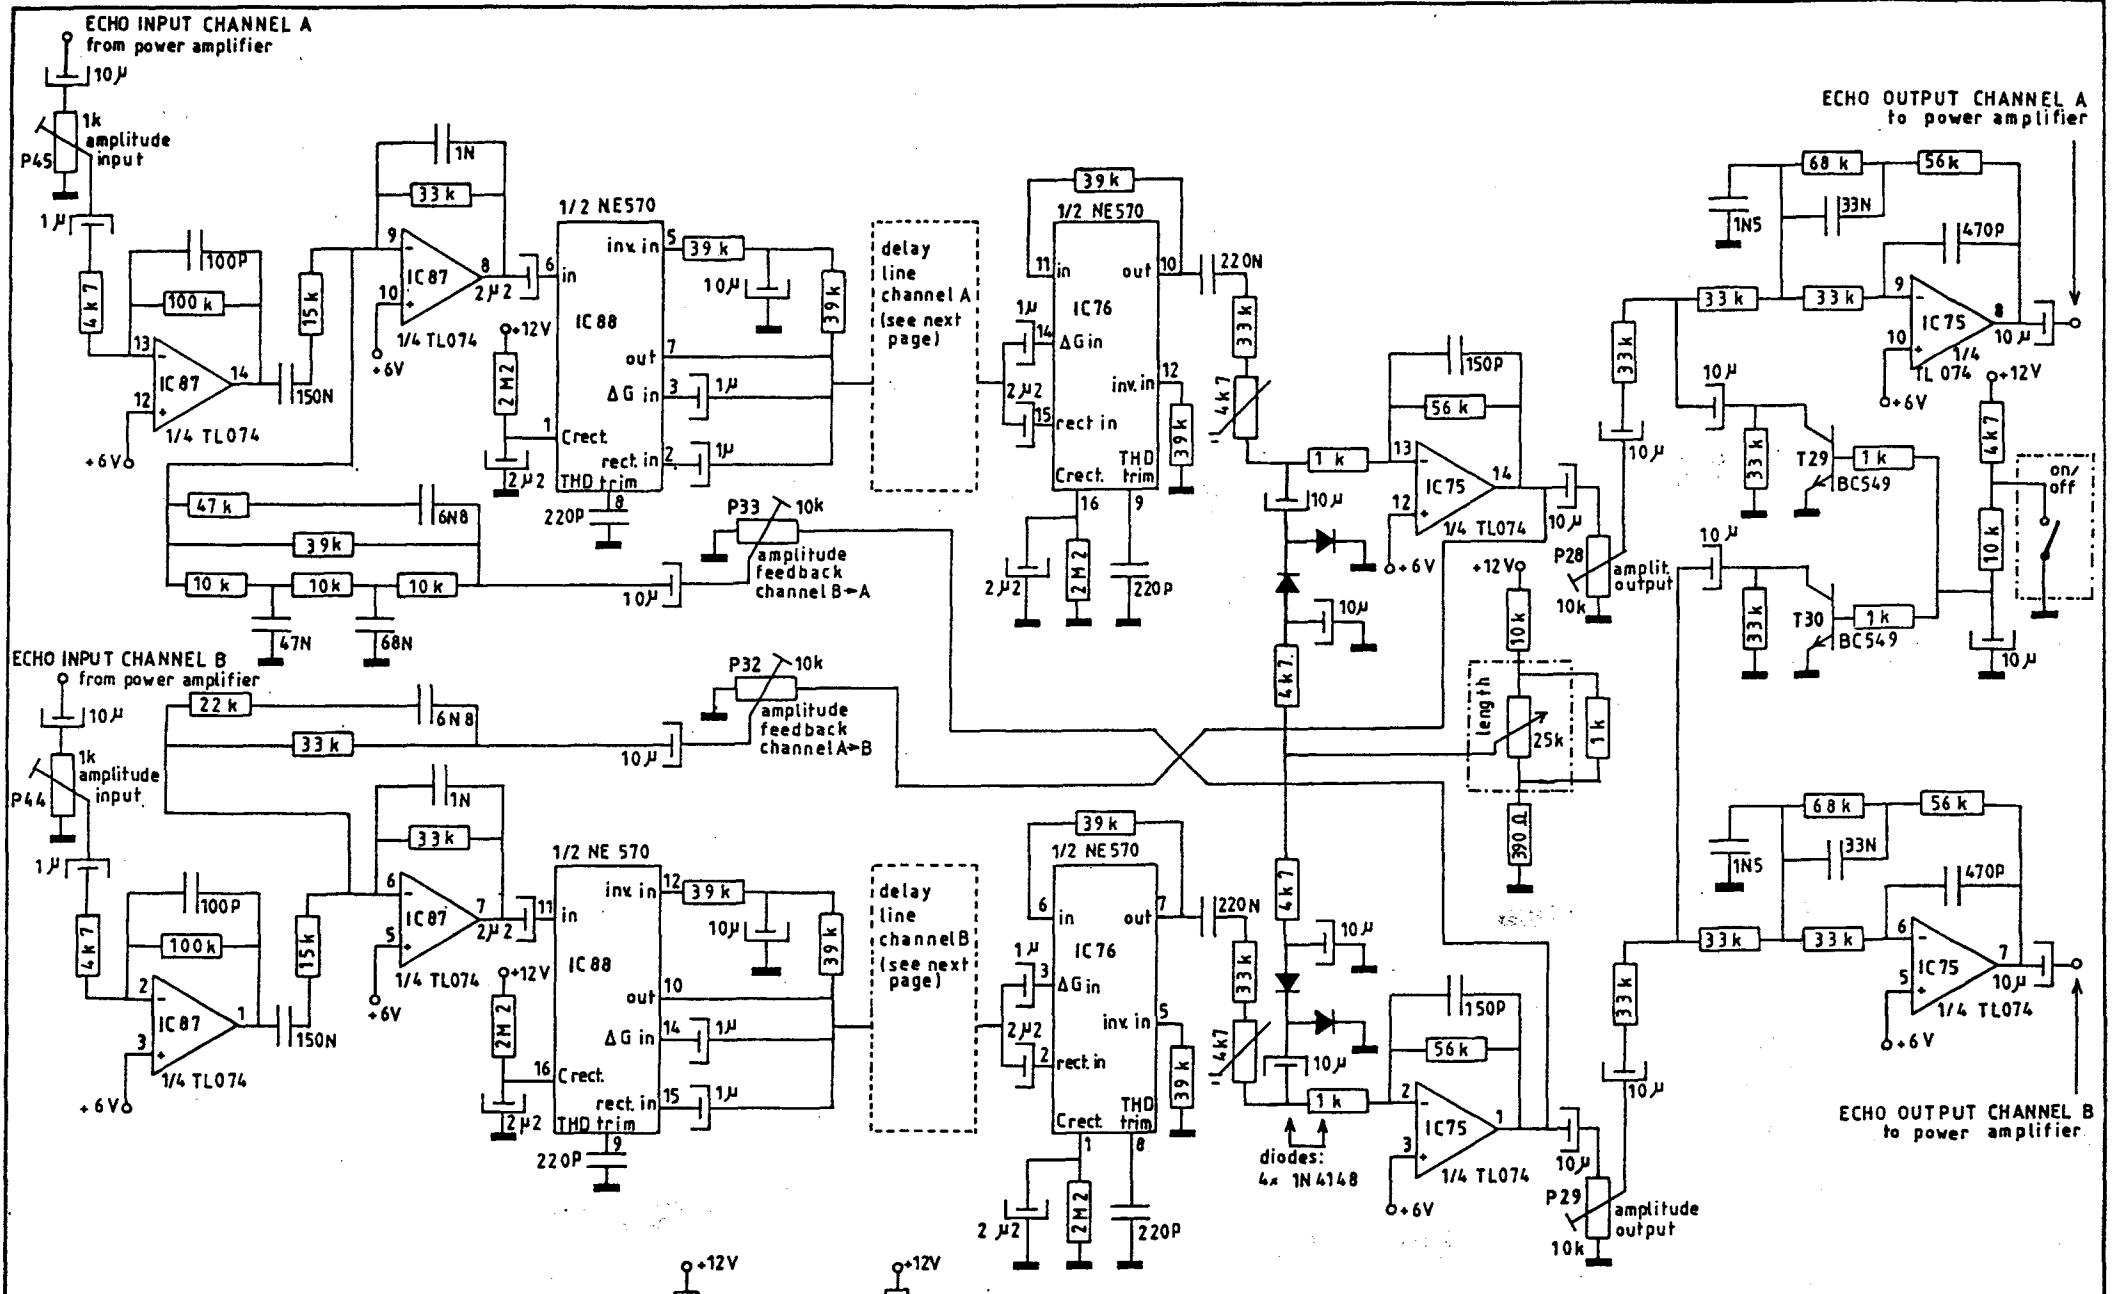 ECHO INPUT CHANNEL A
from power amplifier
10µ
1k
amplitude
input
P45
1µ
4k7
100P
100k
13
12
14
IC87
1/4 TL074
+6V
150N
15k
1N
33k
9
10
8
IC87
1/4 TL074
+6V
2µ2
1/2 NE570
6
in
IC88
inv. in
5
39k
10µ
39k
out
7
ΔG in
3
1µ
rect. in
2
1µ
1
Crect.
THD trim
8
220P
+12V
2M2
2µ2
47k
6N8
39k
10k
10k
10k
47N
68N
10µ
P33
10k
amplitude
feedback
channel B→A
delay
line
channel A
(see next
page)
39k
1/2 NE570
11
in
out
10
IC76
1µ
14
ΔG in
2µ2
15
rect in
inv. in
12
39k
Crect.
THD
trim
16
9
2µ2
2M2
220P
220N
33k
4k7
1k
10µ
150P
56k
13
12
14
IC75
1/4 TL074
+6V
10µ
P28
10k
amplit.
output
10µ
4k7
+12V
10k
length
25k
1k
390Ω
33k
10µ
ECHO OUTPUT CHANNEL A
to power amplifier
68k
56k
1N5
33N
470P
33k
33k
9
10
8
IC75
1/4
TL 074
10µ
+6V
+12V
4k7
10k
on/
off
10µ
33k
T29
BC549
1k
10µ
33k
T30
BC549
1k
10µ
ECHO INPUT CHANNEL B
from power amplifier
10µ
1k
amplitude
input
P44
1µ
4k7
22k
6N8
33k
10µ
P32
10k
amplitude
feedback
channel A→B
100P
100k
2
3
1
IC87
1/4 TL074
+6V
150N
15k
1N
33k
6
5
7
IC87
1/4 TL074
+6V
2µ2
1/2 NE 570
11
in
IC88
inv. in
12
39k
10µ
39k
out
10
ΔG in
14
1µ
rect. in
15
1µ
16
Crect.
THD trim
9
220P
+12V
2M2
2µ2
delay
line
channel B
(see next
page)
39k
1/2 NE570
6
in
out
7
IC76
1µ
3
ΔG in
2µ2
2
rect. in
inv. in
5
39k
Crect.
THD
trim
1
8
2µ2
2M2
220P
220N
33k
4k7
4k7
10µ
10µ
1k
diodes:
4x 1N4148
150P
56k
2
3
1
IC75
1/4 TL074
+6V
10µ
P29
10k
amplitude
output
33k
10µ
68k
56k
1N5
33N
470P
33k
33k
6
5
7
IC75
1/4 TL074
10µ
+6V
ECHO OUTPUT CHANNEL B
to power amplifier
+12V
+12V